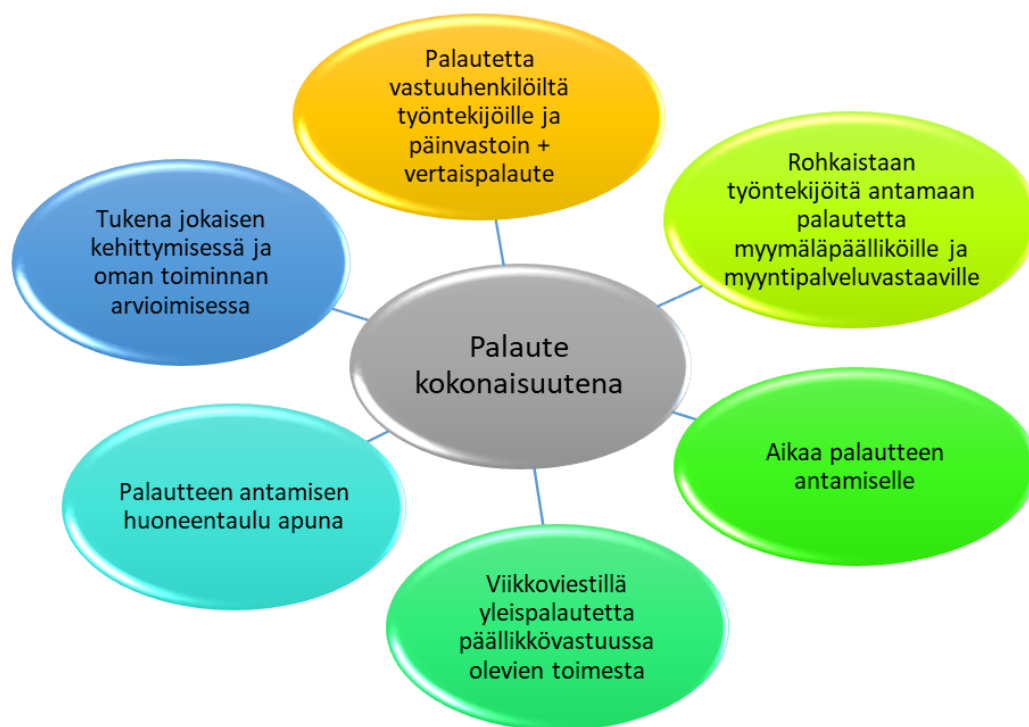 Palautetta
vastuuhenkilöiltä
työntekijöille ja
päinvastoin +
vertaispalaute
Rohkaistaan
työntekijöitä antamaan
palautetta
myymäläpäälliköille ja
myyntipalveluvastaaville
Tukena jokaisen
kehittymisessä ja
oman toiminnan
arvioimisessa
Palaute
kokonaisuutena
Aikaa palautteen
antamiselle
Palautteen antamisen
huoneentaulu apuna
Viikkoviestillä
yleispalautetta
päällikkövastuussa
olevien toimesta